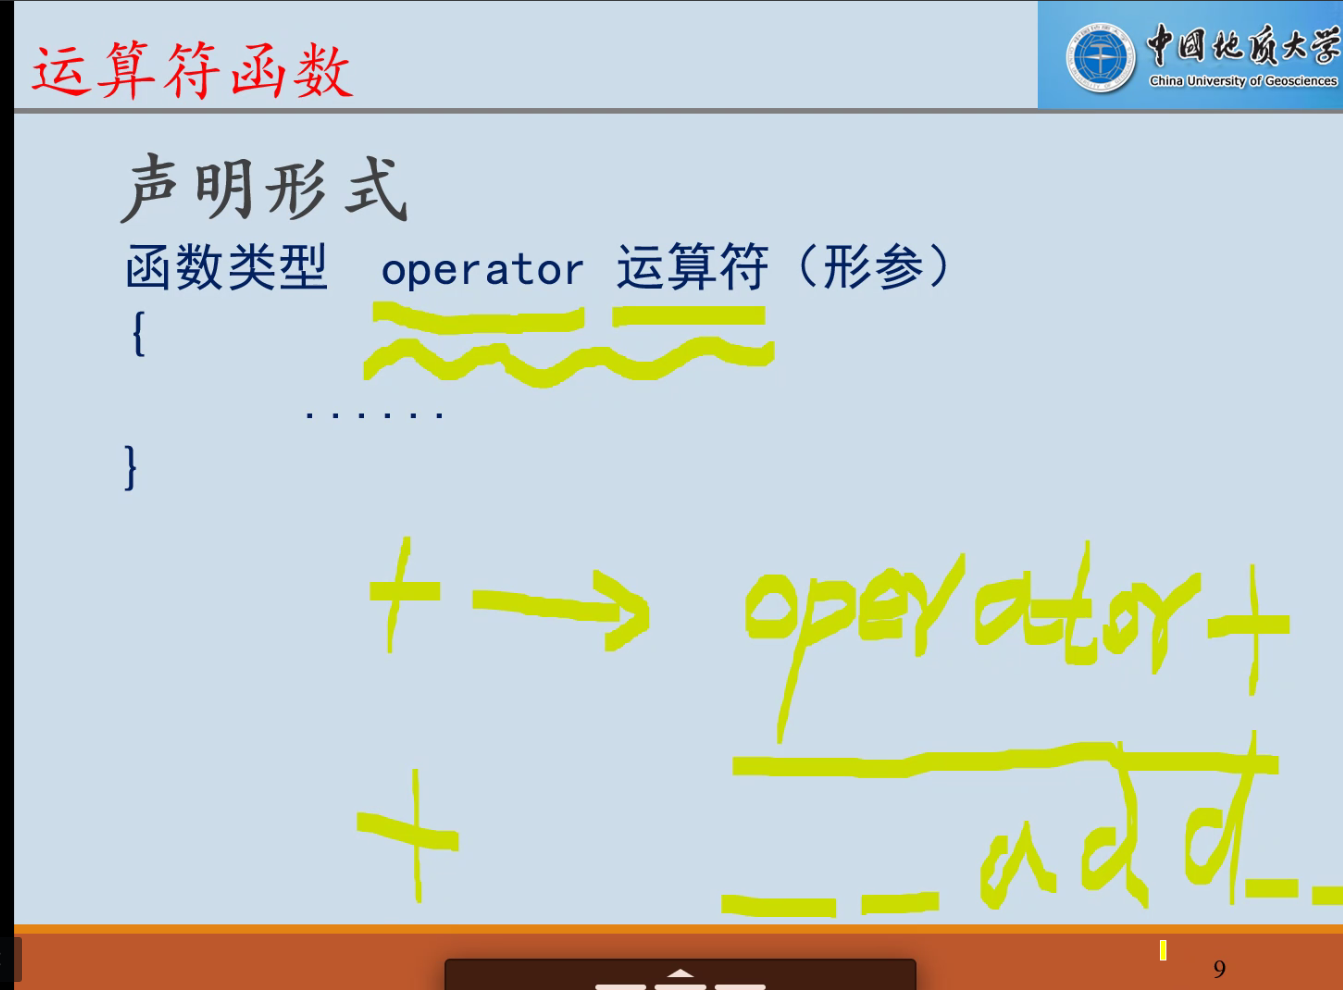 运算符函数
中国地质大学
China University of Geosciences
声明形式
函数类型 operator 运算符（形参）
{
......
}
+ → operator+
+ __add__
9